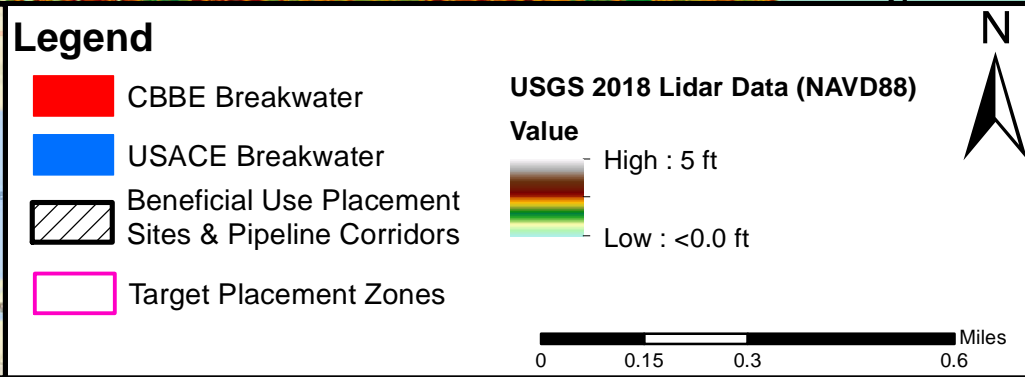 Legend
CBBE Breakwater
USACE Breakwater
Beneficial Use Placement
Sites & Pipeline Corridors
Target Placement Zones
USGS 2018 Lidar Data (NAVD88)
Value
High : 5 ft
Low : <0.0 ft
N
Miles
0 0.15 0.3 0.6